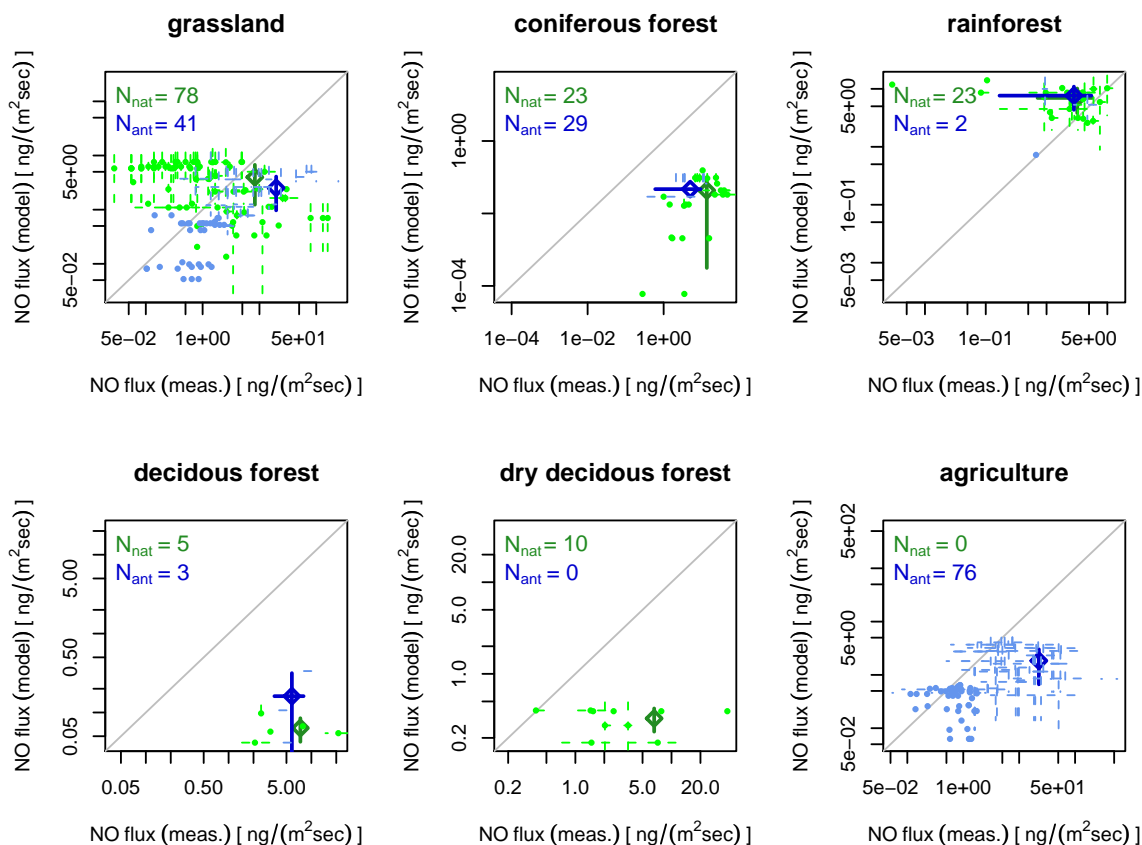 grassland
N_nat = 78
N_ant = 41
NO flux (model) [ ng/(m²sec) ]
5e−02 5e+00
5e−02 1e+00 5e+01
NO flux (meas.) [ ng/(m²sec) ]
coniferous forest
N_nat = 23
N_ant = 29
NO flux (model) [ ng/(m²sec) ]
1e−04 1e+00
1e−04 1e−02 1e+00
NO flux (meas.) [ ng/(m²sec) ]
rainforest
N_nat = 23
N_ant = 2
NO flux (model) [ ng/(m²sec) ]
5e−03 1e−01 5e+00
5e−03 1e−01 5e+00
NO flux (meas.) [ ng/(m²sec) ]
decidous forest
N_nat = 5
N_ant = 3
NO flux (model) [ ng/(m²sec) ]
0.05 0.50 5.00
0.05 0.50 5.00
NO flux (meas.) [ ng/(m²sec) ]
dry decidous forest
N_nat = 10
N_ant = 0
NO flux (model) [ ng/(m²sec) ]
0.2 1.0 5.0 20.0
0.2 1.0 5.0 20.0
NO flux (meas.) [ ng/(m²sec) ]
agriculture
N_nat = 0
N_ant = 76
NO flux (model) [ ng/(m²sec) ]
5e−02 5e+00 5e+02
5e−02 1e+00 5e+01
NO flux (meas.) [ ng/(m²sec) ]